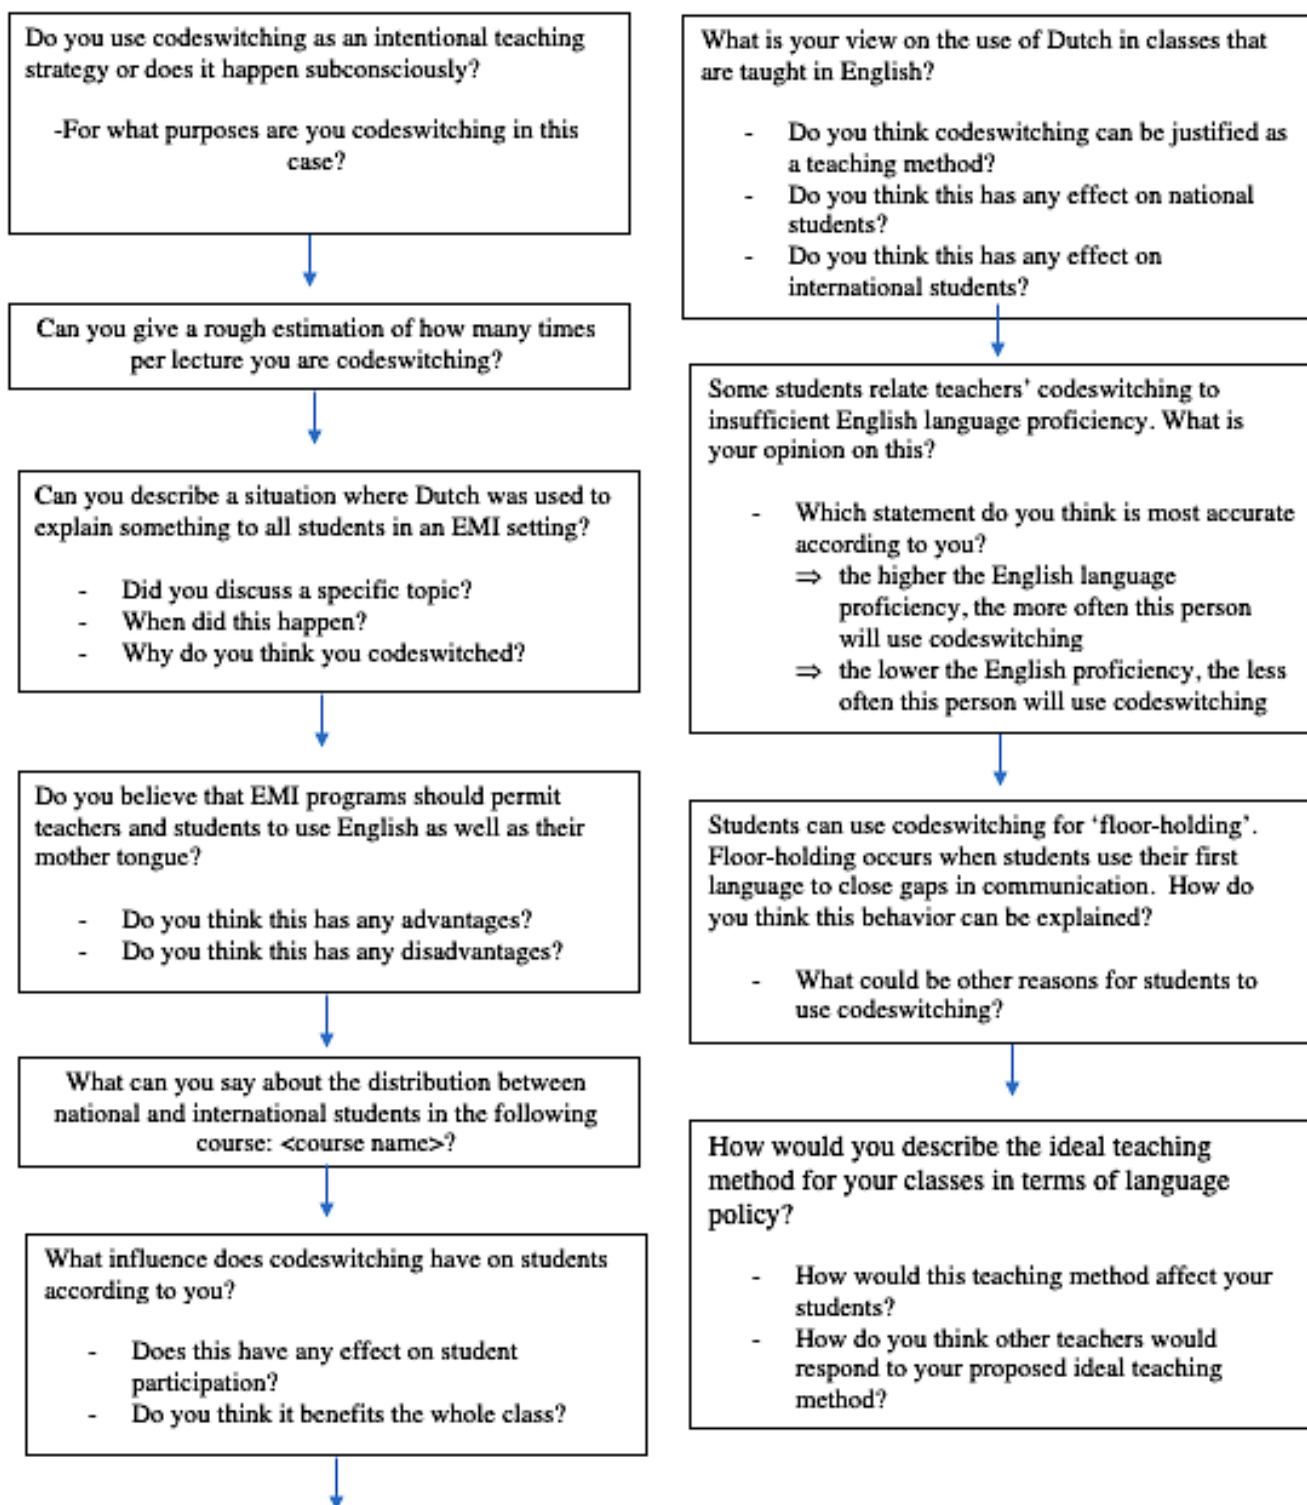 Do you use codeswitching as an intentional teaching
strategy or does it happen subconsciously?
-For what purposes are you codeswitching in this
case?
Can you give a rough estimation of how many times
per lecture you are codeswitching?
Can you describe a situation where Dutch was used to
explain something to all students in an EMI setting?
- Did you discuss a specific topic?
- When did this happen?
- Why do you think you codeswitched?
Do you believe that EMI programs should permit
teachers and students to use English as well as their
mother tongue?
- Do you think this has any advantages?
- Do you think this has any disadvantages?
What can you say about the distribution between
national and international students in the following
course: <course name>?
What influence does codeswitching have on students
according to you?
- Does this have any effect on student
participation?
- Do you think it benefits the whole class?
What is your view on the use of Dutch in classes that
are taught in English?
- Do you think codeswitching can be justified as
a teaching method?
- Do you think this has any effect on national
students?
- Do you think this has any effect on
international students?
Some students relate teachers' codeswitching to
insufficient English language proficiency. What is
your opinion on this?
- Which statement do you think is most accurate
according to you?
⇒ the higher the English language
proficiency, the more often this person
will use codeswitching
⇒ the lower the English proficiency, the less
often this person will use codeswitching
Students can use codeswitching for 'floor-holding'.
Floor-holding occurs when students use their first
language to close gaps in communication. How do
you think this behavior can be explained?
- What could be other reasons for students to
use codeswitching?
How would you describe the ideal teaching
method for your classes in terms of language
policy?
- How would this teaching method affect your
students?
- How do you think other teachers would
respond to your proposed ideal teaching
method?